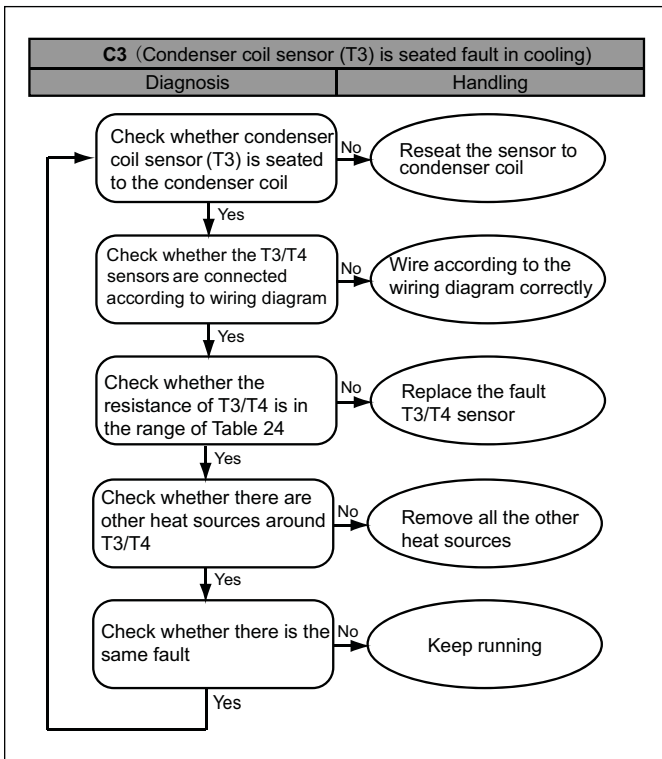 C3（Condenser coil sensor (T3) is seated fault in cooling)
Diagnosis
Handling
Check whether condenser
coil sensor (T3) is seated
to the condenser coil
No
Reseat the sensor to
condenser coil
Yes
Check whether the T3/T4
sensors are connected
according to wiring diagram
No
Wire according to the
wiring diagram correctly
Yes
Check whether the
resistance of T3/T4 is in
the range of Table 24
No
Replace the fault
T3/T4 sensor
Yes
Check whether there are
other heat sources around
T3/T4
No
Remove all the other
heat sources
Yes
Check whether there is the
same fault
No
Keep running
Yes